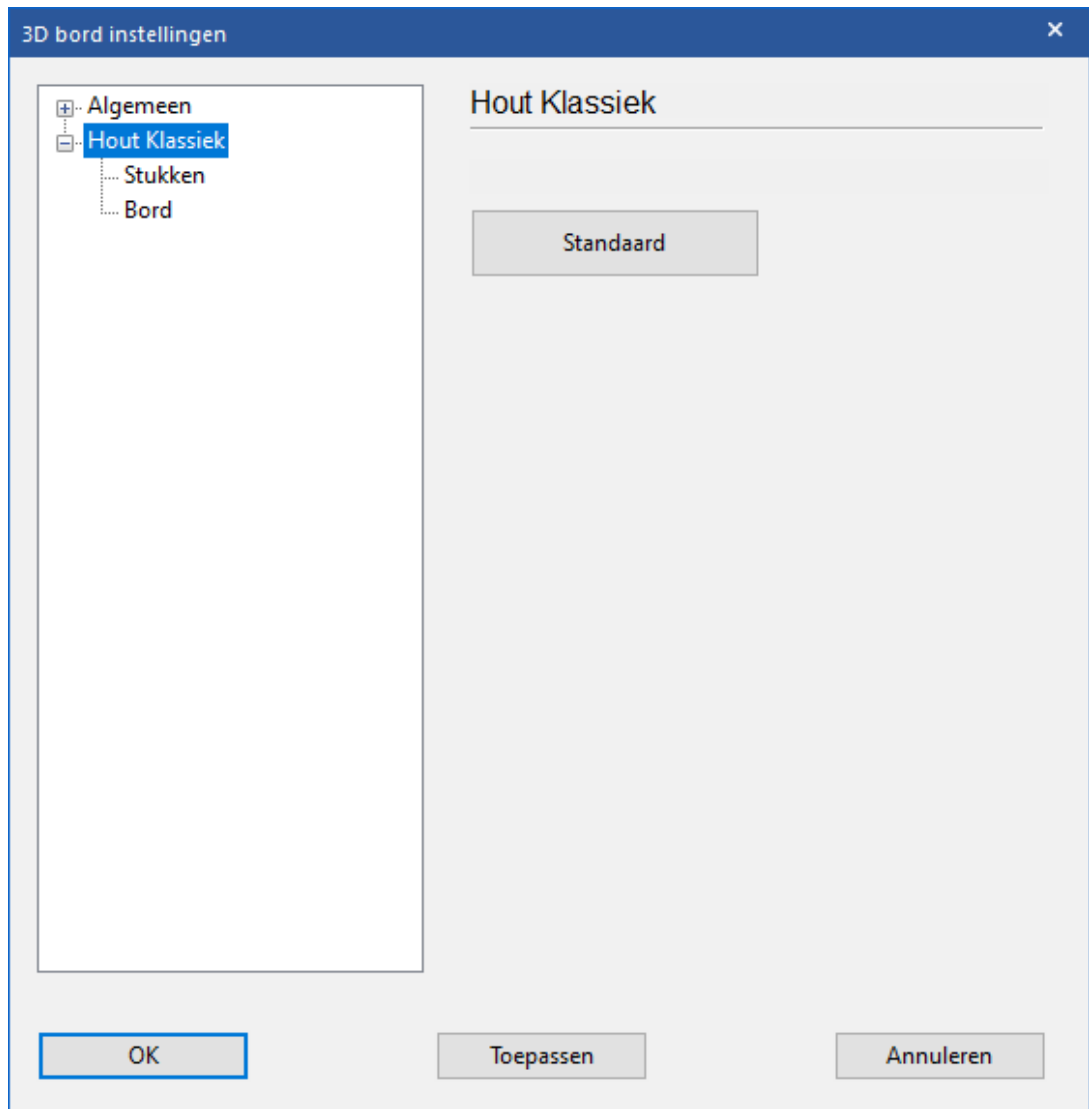 3D bord instellingen
Algemeen
Hout Klassiek
Stukken
Bord
Hout Klassiek
Standaard
OK
Toepassen
Annuleren